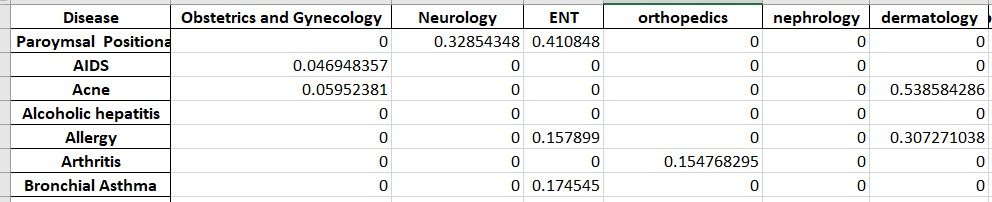 Disease Obstetrics and Gynecology Neurology ENT orthopedics nephrology dermatology
Paroymsal Positiona 0 0.32854348 0.410848 0 0 0
AIDS 0.046948357 0 0 0 0 0
Acne 0.05952381 0 0 0 0 0.538584286
Alcoholic hepatitis 0 0 0 0 0 0
Allergy 0 0 0.157899 0 0 0.307271038
Arthritis 0 0 0 0.154768295 0 0
Bronchial Asthma 0 0 0.174545 0 0 0